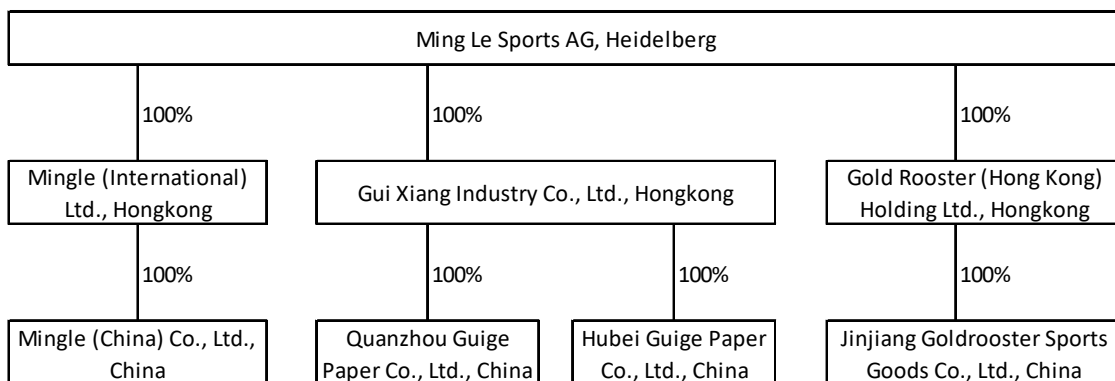 Ming Le Sports AG, Heidelberg
100%
100%
100%
Mingle (International)
Ltd., Hongkong
Gui Xiang Industry Co., Ltd., Hongkong
Gold Rooster (Hong Kong)
Holding Ltd., Hongkong
100%
100%
100%
100%
Mingle (China) Co., Ltd.,
China
Quanzhou Guige
Paper Co., Ltd., China
Hubei Guige Paper
Co., Ltd., China
Jinjiang Goldrooster Sports
Goods Co., Ltd., China